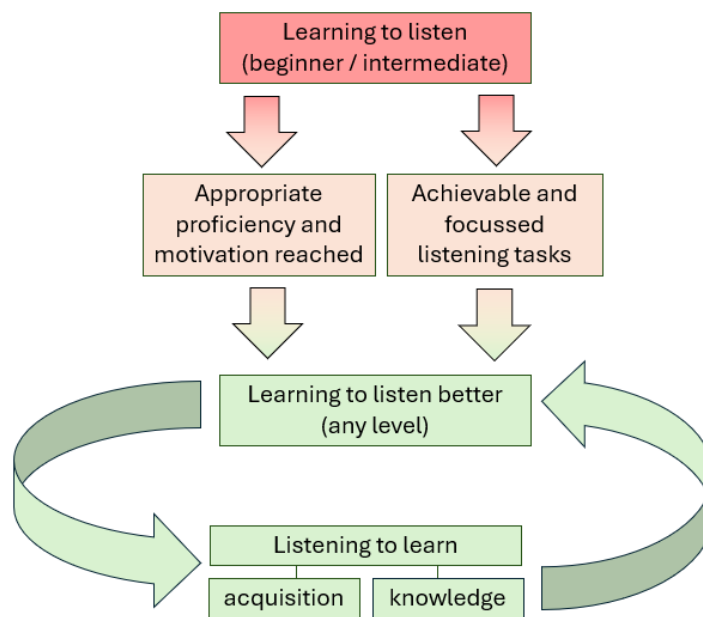 Learning to listen
(beginner / intermediate)
Appropriate
proficiency and
motivation reached
Achievable and
focussed
listening tasks
Learning to listen better
(any level)
Listening to learn
acquisition
knowledge